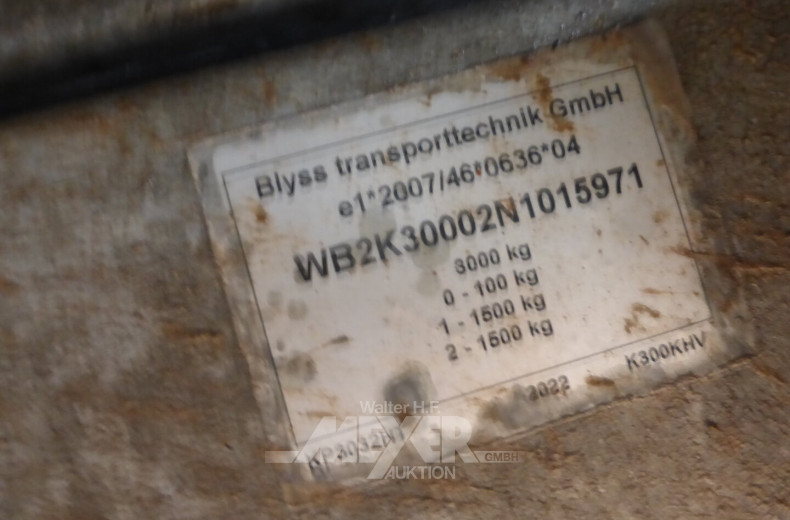 Blyss transporttechnik GmbH
e1*2007/46*0636*04
WB2K30002N1015971
3000 kg
0 - 100 kg
1 - 1500 kg
2 - 1500 kg
2022 K300KHV
Walter H.F.
MIXER
GMBH
AUKTION